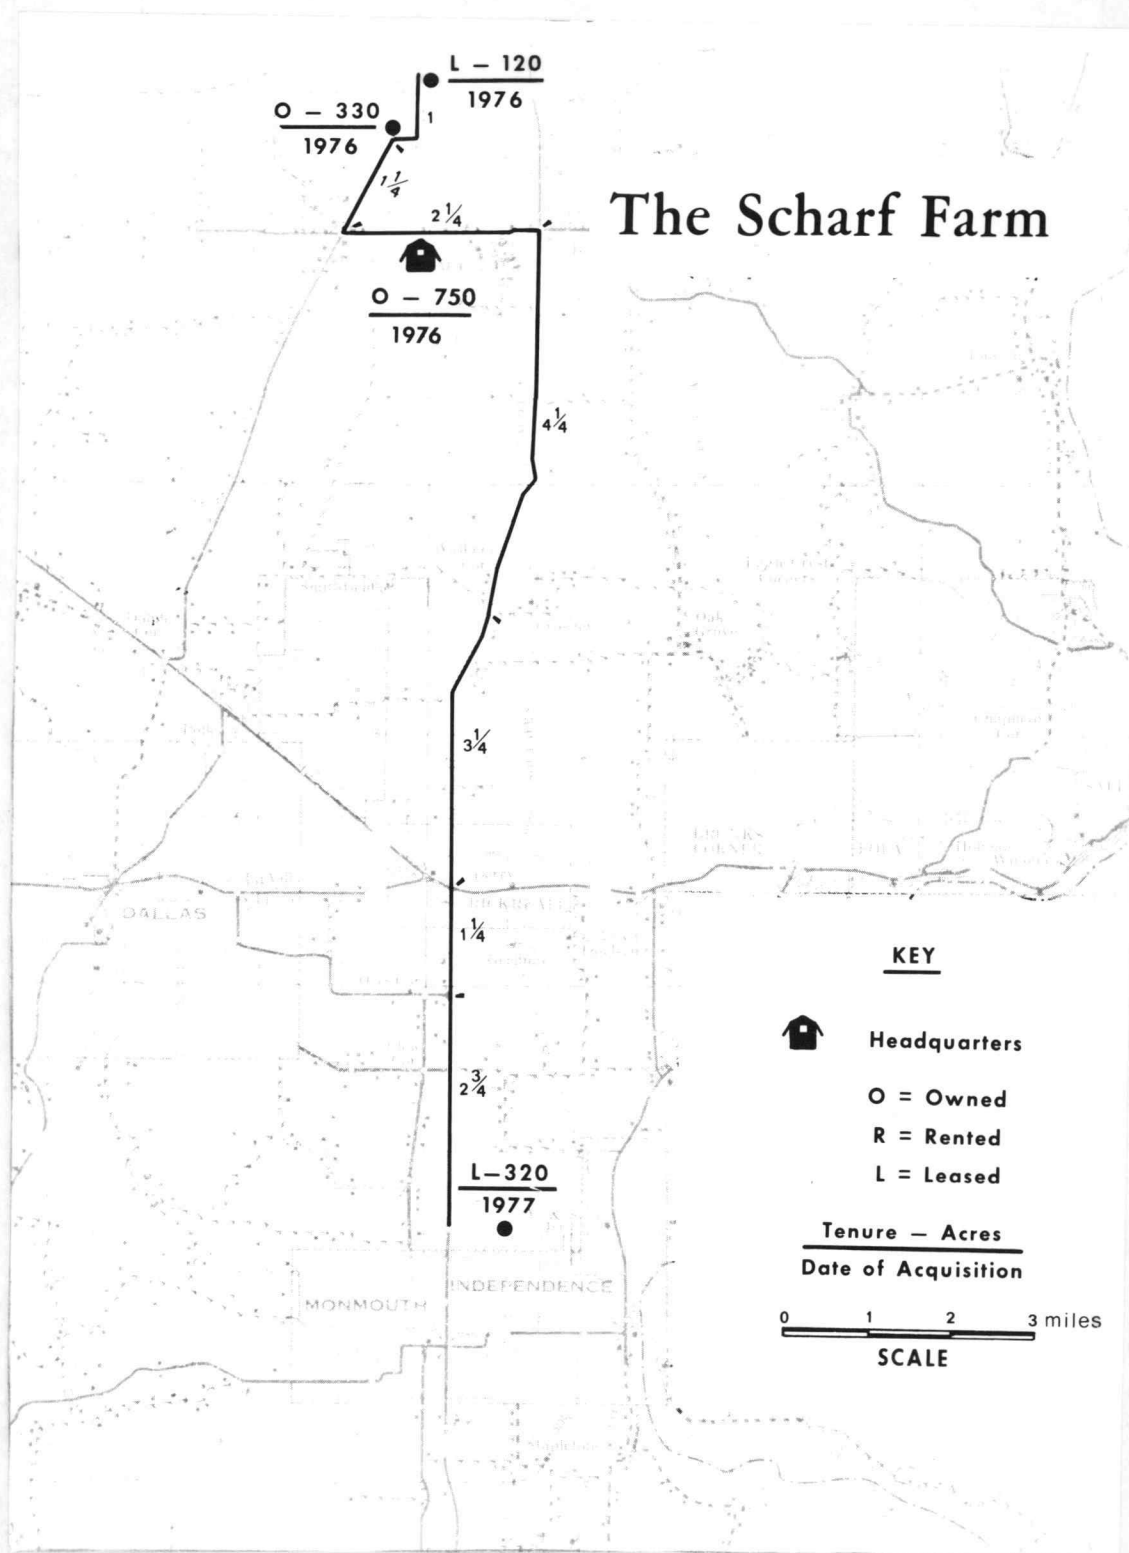 L – 120
1976
O – 330
1976
1
1 1/4
2 1/4
The Scharf Farm
O – 750
1976
4 1/4
3 1/4
DALLAS
1 1/4
KEY
Headquarters
2 3/4
O = Owned
R = Rented
L = Leased
L–320
1977
Tenure – Acres
Date of Acquisition
INDEPENDENCE
MONMOUTH
0 1 2 3 miles
SCALE